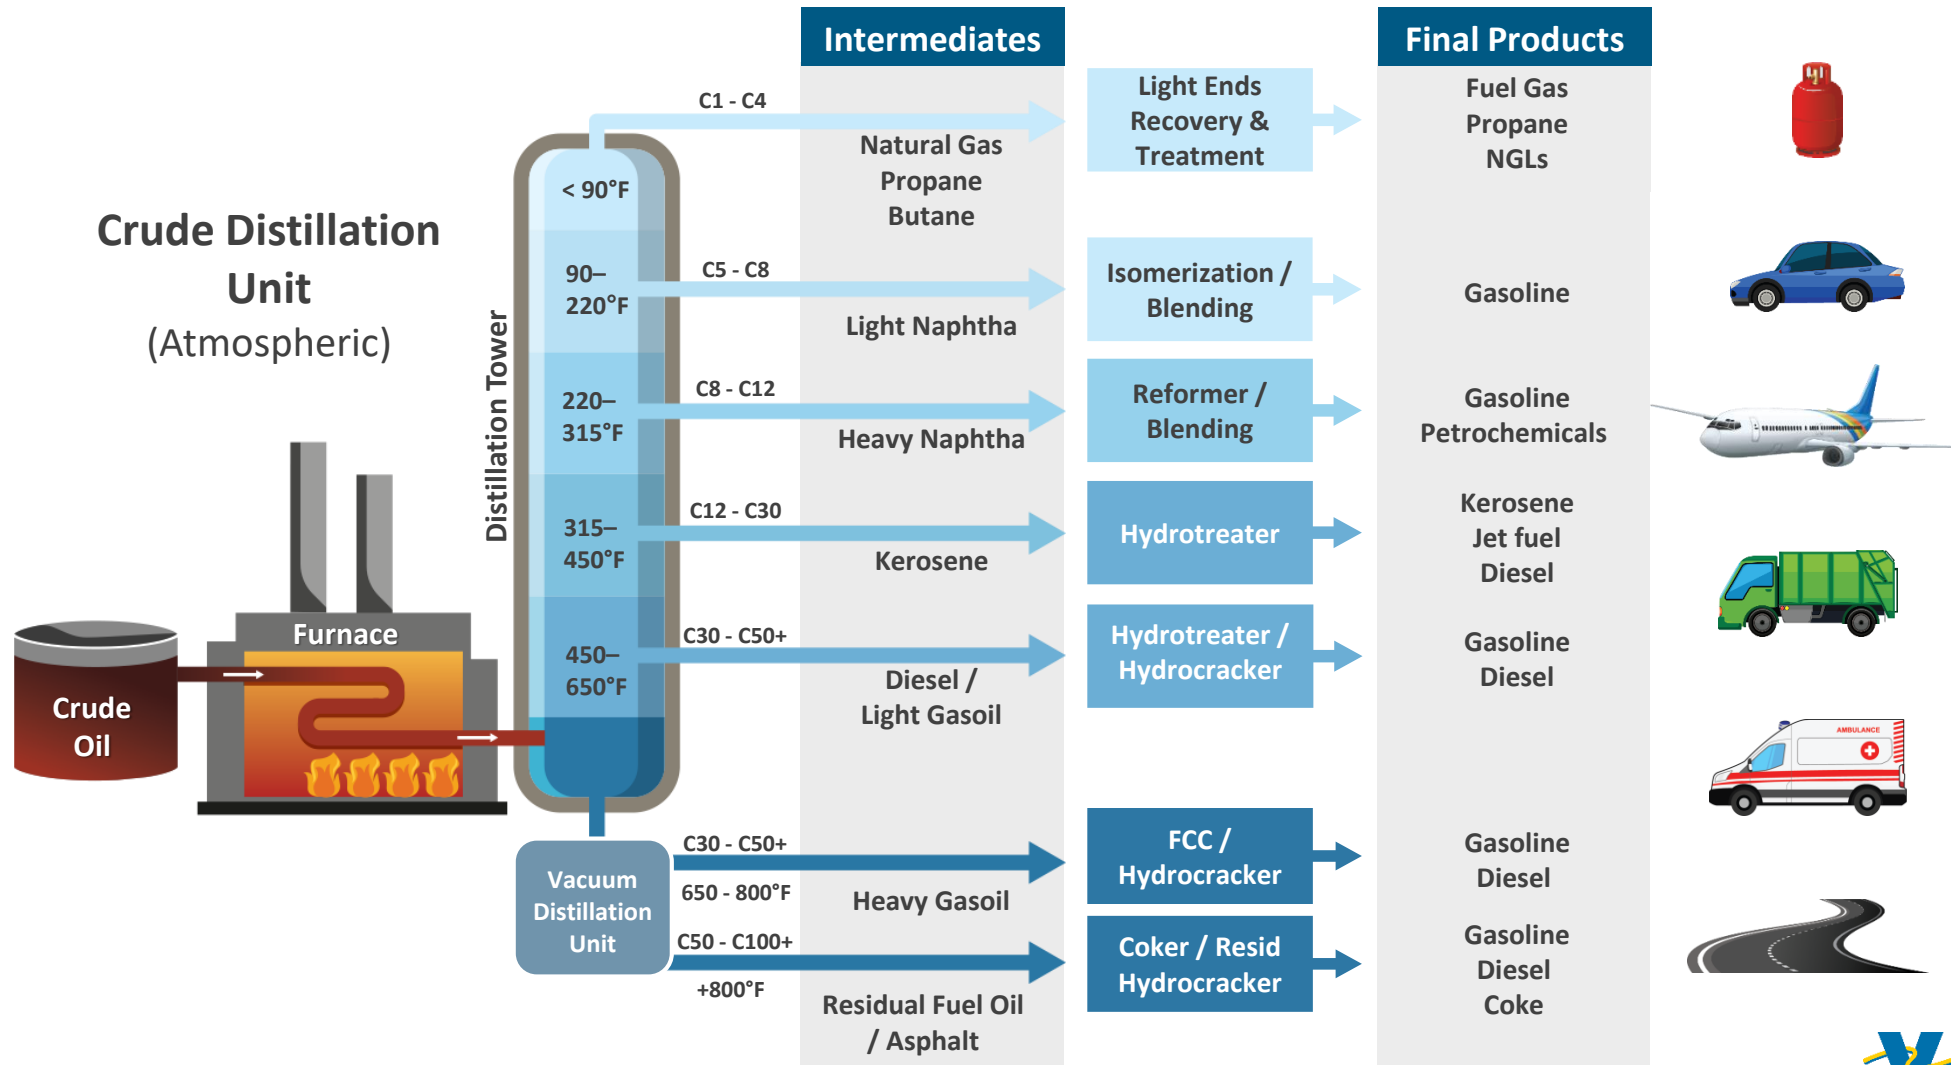 Intermediates
Final Products
Crude Distillation
Unit
(Atmospheric)
Crude
Oil
Furnace
Distillation Tower
< 90°F
90–
220°F
220–
315°F
315–
450°F
450–
650°F
Vacuum
Distillation
Unit
C1 - C4
Natural Gas
Propane
Butane
Light Ends
Recovery &
Treatment
Fuel Gas
Propane
NGLs
C5 - C8
Light Naphtha
Isomerization /
Blending
Gasoline
C8 - C12
Heavy Naphtha
Reformer /
Blending
Gasoline
Petrochemicals
C12 - C30
Kerosene
Hydrotreater
Kerosene
Jet fuel
Diesel
C30 - C50+
Diesel /
Light Gasoil
Hydrotreater /
Hydrocracker
Gasoline
Diesel
C30 - C50+
650 - 800°F
Heavy Gasoil
FCC /
Hydrocracker
Gasoline
Diesel
C50 - C100+
+800°F
Residual Fuel Oil
/ Asphalt
Coker / Resid
Hydrocracker
Gasoline
Diesel
Coke
AMBULANCE